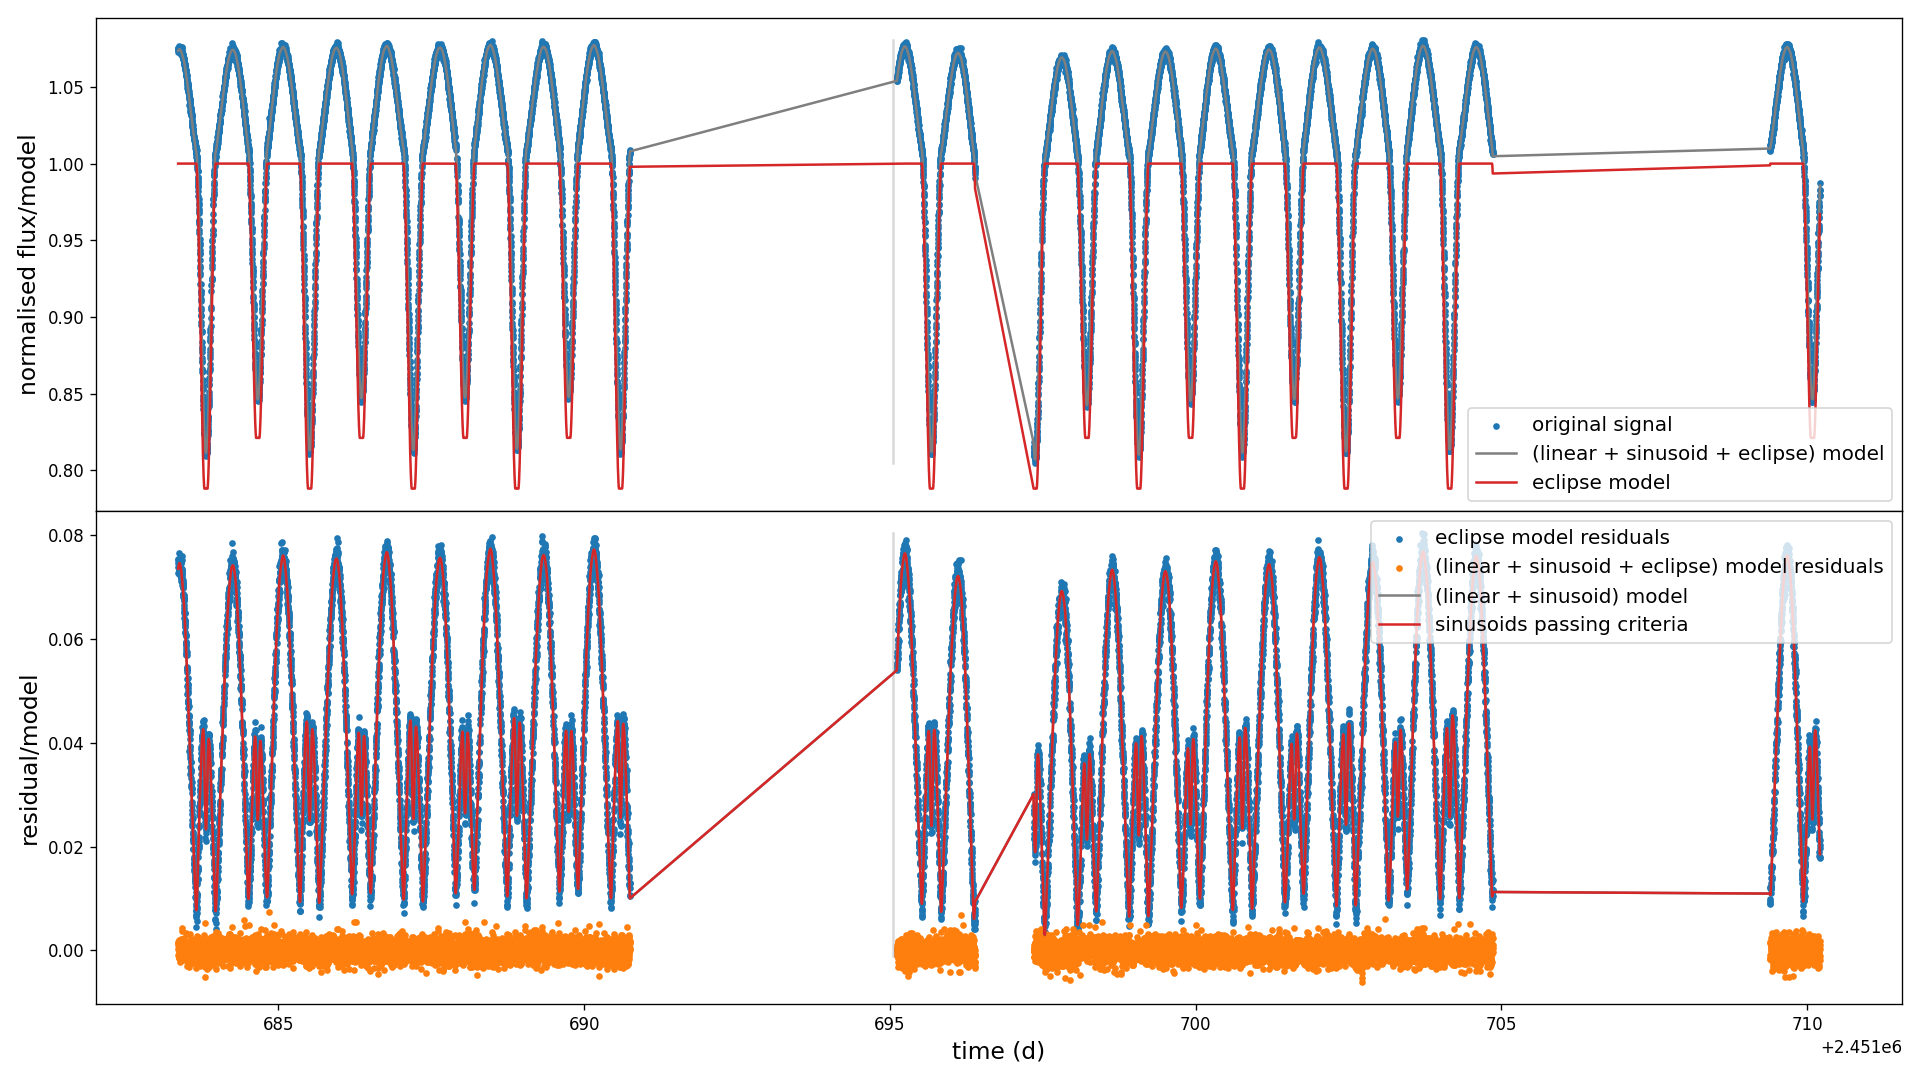 normalised flux/model
1.05
1.00
0.95
0.90
0.85
0.80
original signal
(linear + sinusoid + eclipse) model
eclipse model
residual/model
0.08
0.06
0.04
0.02
0.00
eclipse model residuals
(linear + sinusoid + eclipse) model residuals
(linear + sinusoid) model
sinusoids passing criteria
685
690
695
700
705
710
time (d)
+2.451e6